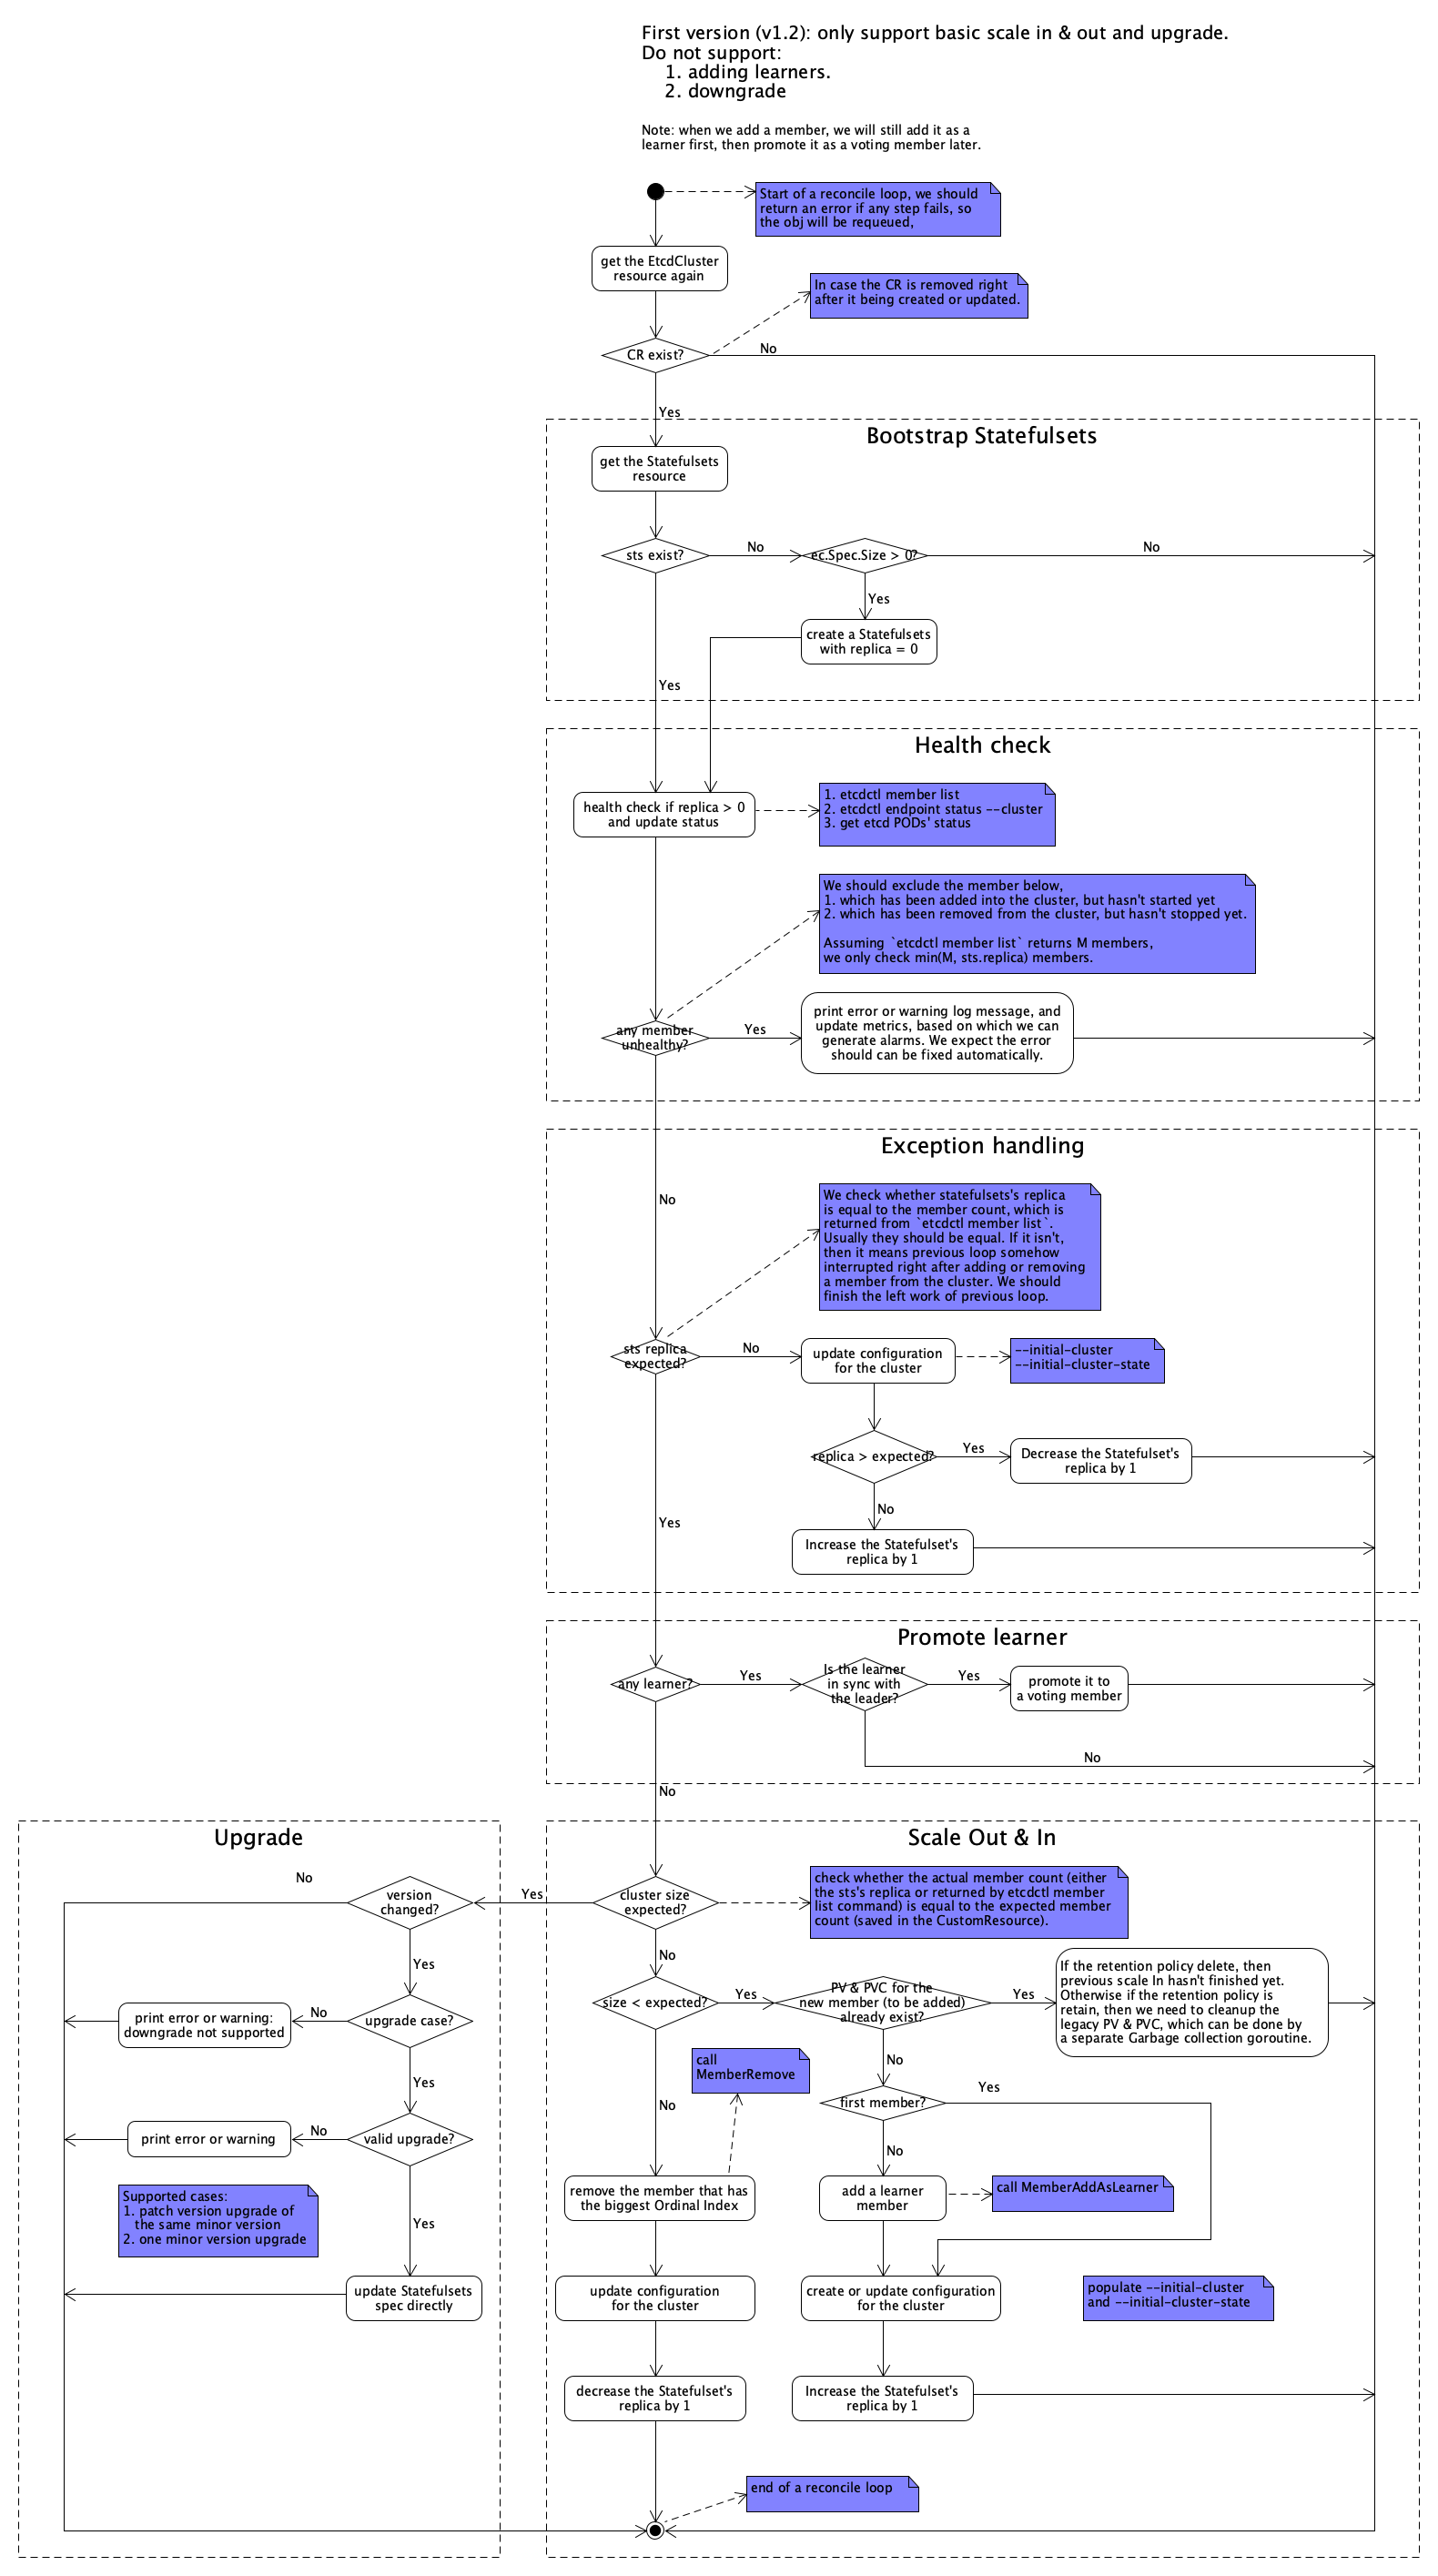 First version (v1.2): only support basic scale in & out and upgrade.
Do not support:
1. adding learners.
2. downgrade
Note: when we add a member, we will still add it as a
learner first, then promote it as a voting member later.
Start of a reconcile loop, we should
return an error if any step fails, so
the obj will be requeued,
get the EtcdCluster
resource again
In case the CR is removed right
after it being created or updated.
CR exist?
No
Yes
Bootstrap Statefulsets
get the Statefulsets
resource
sts exist?
No
ec.Spec.Size > 0?
No
Yes
create a Statefulsets
with replica = 0
Yes
Health check
health check if replica > 0
and update status
1. etcdctl member list
2. etcdctl endpoint status --cluster
3. get etcd PODs' status
We should exclude the member below,
1. which has been added into the cluster, but hasn't started yet
2. which has been removed from the cluster, but hasn't stopped yet.
Assuming `etcdctl member list` returns M members,
we only check min(M, sts.replica) members.
any member
unhealthy?
Yes
print error or warning log message, and
update metrics, based on which we can
generate alarms. We expect the error
should can be fixed automatically.
Exception handling
No
We check whether statefulsets's replica
is equal to the member count, which is
returned from `etcdctl member list`.
Usually they should be equal. If it isn't,
then it means previous loop somehow
interrupted right after adding or removing
a member from the cluster. We should
finish the left work of previous loop.
sts replica
expected?
No
update configuration
for the cluster
--initial-cluster
--initial-cluster-state
replica > expected?
Yes
Decrease the Statefulset's
replica by 1
No
Yes
Increase the Statefulset's
replica by 1
Promote learner
any learner?
Yes
Is the learner
in sync with
the leader?
Yes
promote it to
a voting member
No
No
Upgrade
Scale Out & In
No
version
changed?
Yes
cluster size
expected?
check whether the actual member count (either
the sts's replica or returned by etcdctl member
list command) is equal to the expected member
count (saved in the CustomResource).
Yes
No
print error or warning:
downgrade not supported
No
upgrade case?
size < expected?
Yes
PV & PVC for the
new member (to be added)
already exist?
Yes
If the retention policy delete, then
previous scale In hasn't finished yet.
Otherwise if the retention policy is
retain, then we need to cleanup the
legacy PV & PVC, which can be done by
a separate Garbage collection goroutine.
Yes
call
MemberRemove
No
No
first member?
Yes
print error or warning
No
valid upgrade?
No
Supported cases:
1. patch version upgrade of
the same minor version
2. one minor version upgrade
Yes
remove the member that has
the biggest Ordinal Index
add a learner
member
call MemberAddAsLearner
update Statefulsets
spec directly
update configuration
for the cluster
create or update configuration
for the cluster
populate --initial-cluster
and --initial-cluster-state
decrease the Statefulset's
replica by 1
Increase the Statefulset's
replica by 1
end of a reconcile loop